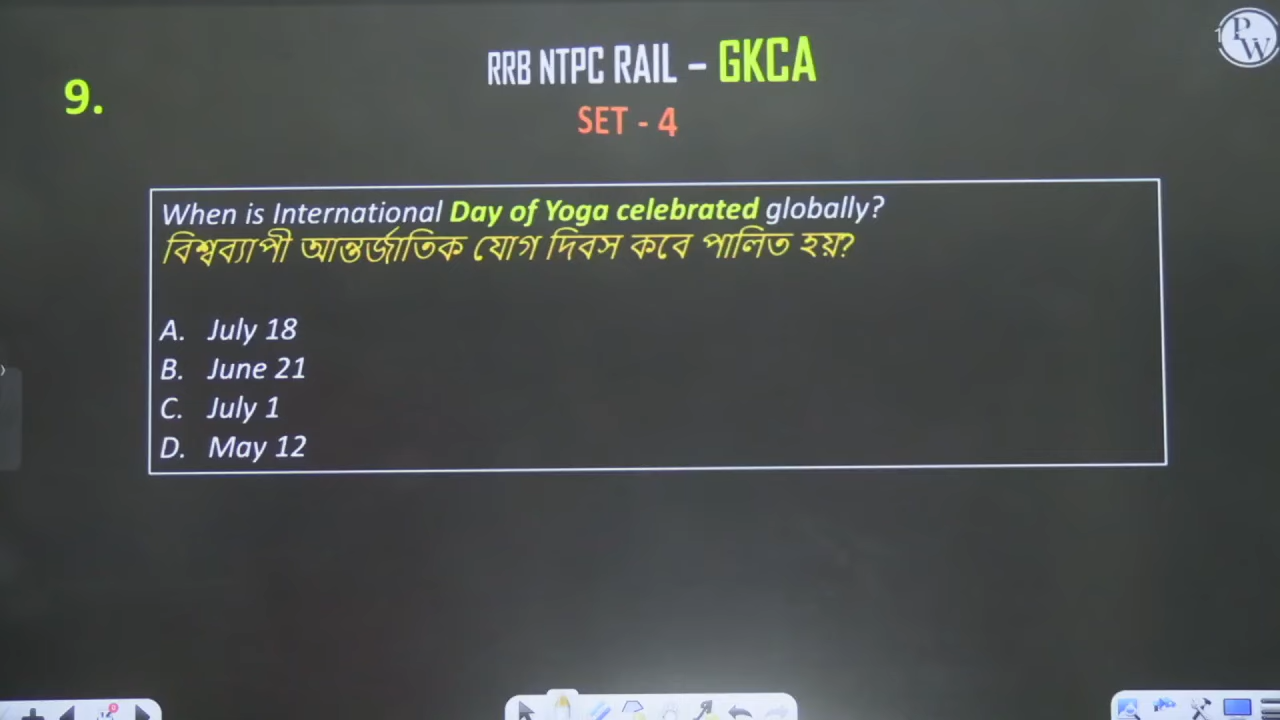 PW
RRB NTPC RAIL – GKCA
9.
SET - 4
When is International Day of Yoga celebrated globally?
বিশ্বব্যাপী আন্তর্জাতিক যোগ দিবস কবে পালিত হয়?
A. July 18
B. June 21
C. July 1
D. May 12